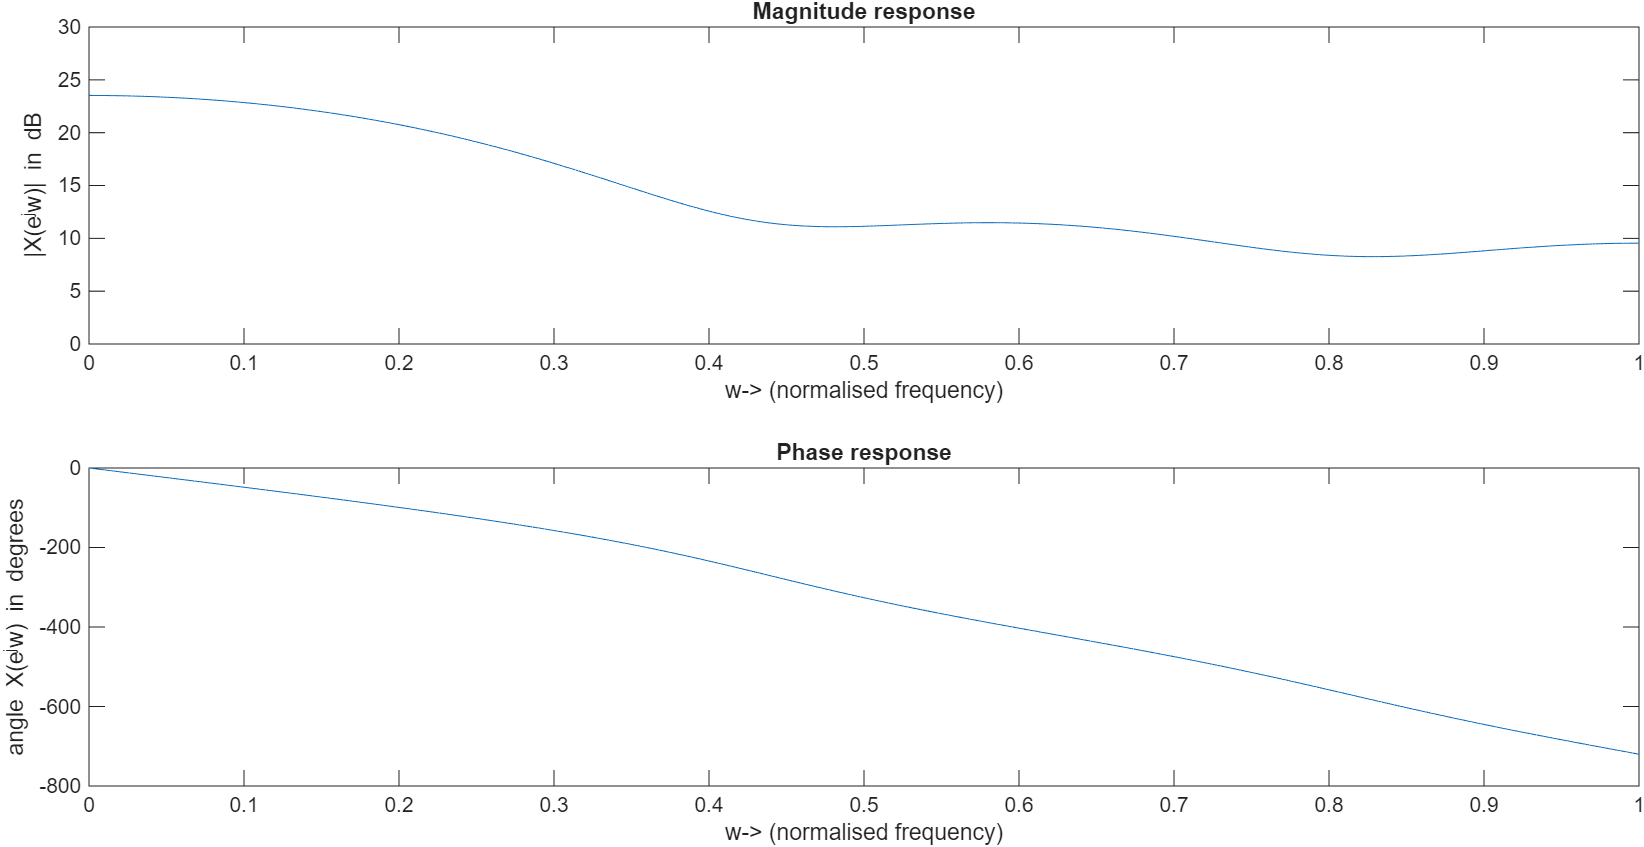 Magnitude response
|X(eʲw)| in dB
30
25
20
15
10
5
0
0 0.1 0.2 0.3 0.4 0.5 0.6 0.7 0.8 0.9 1
w-> (normalised frequency)
Phase response
angle X(eʲw) in degrees
0
-200
-400
-600
-800
0 0.1 0.2 0.3 0.4 0.5 0.6 0.7 0.8 0.9 1
w-> (normalised frequency)